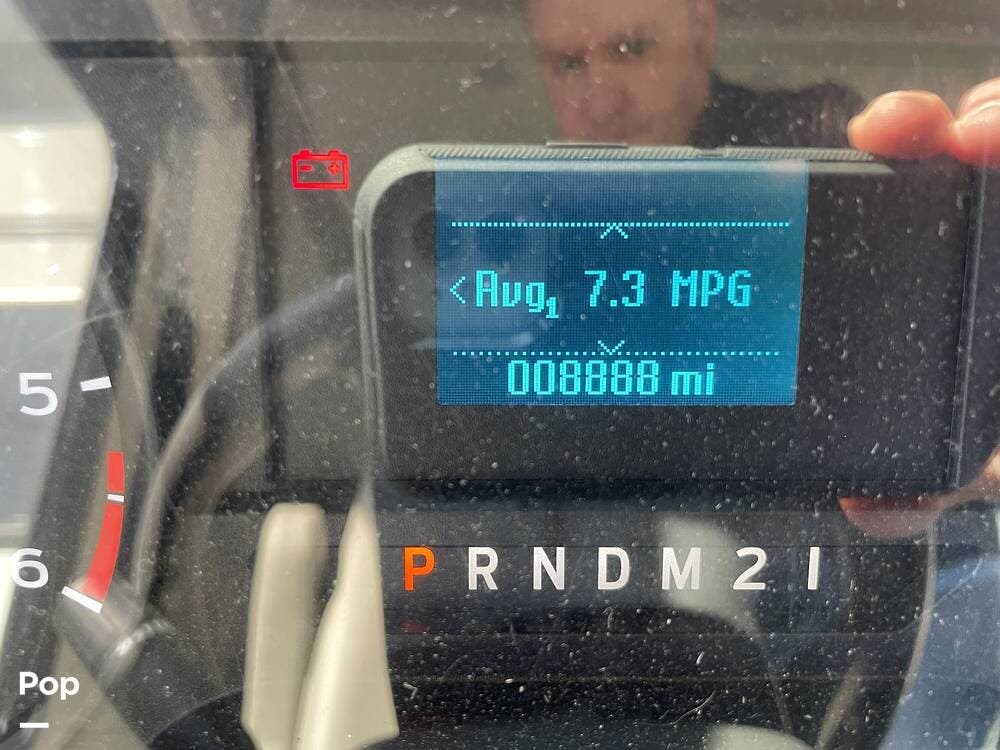 <Avg₁ 7.3 MPG
008888 mi
5
6
P R N D M 2 1
Pop